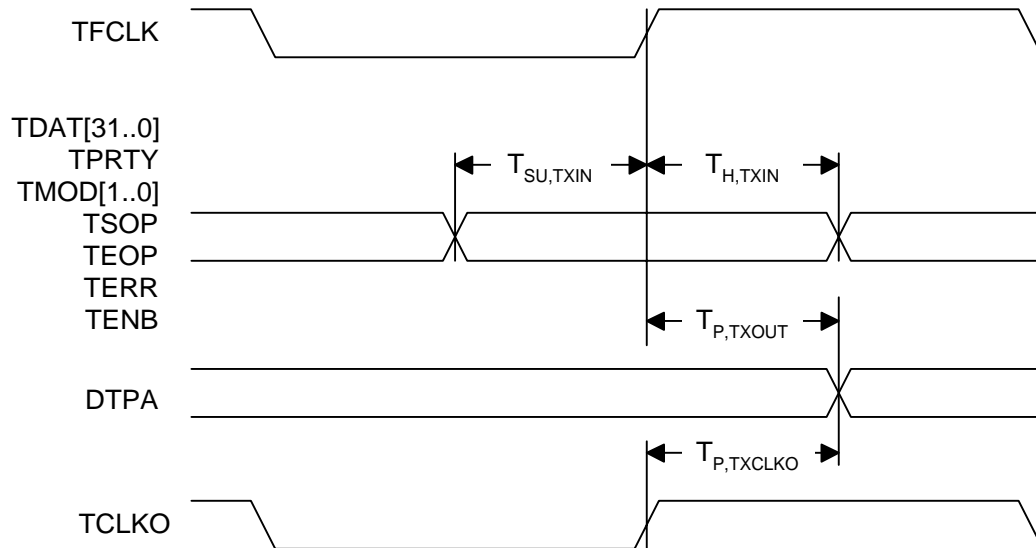 TFCLK
TDAT[31..0]
TPRTY
TMOD[1..0]
TSOP
TEOP
TERR
TENB
T_SU,TXIN
T_H,TXIN
T_P,TXOUT
DTPA
T_P,TXCLKO
TCLKO